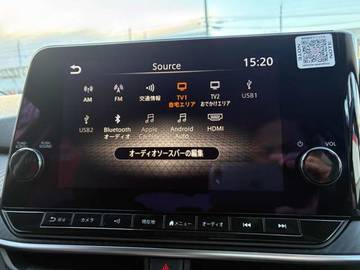 Source
15:20
AM
FM
交通情報
TV1
自宅エリア
TV2
おでかけエリア
USB1
USB2
Bluetooth
オーディオ
Apple
CarPlay
Android
Auto
HDMI
オーディオソースバーの編集
VOL
カメラ
現在地
メニュー
オーディオ